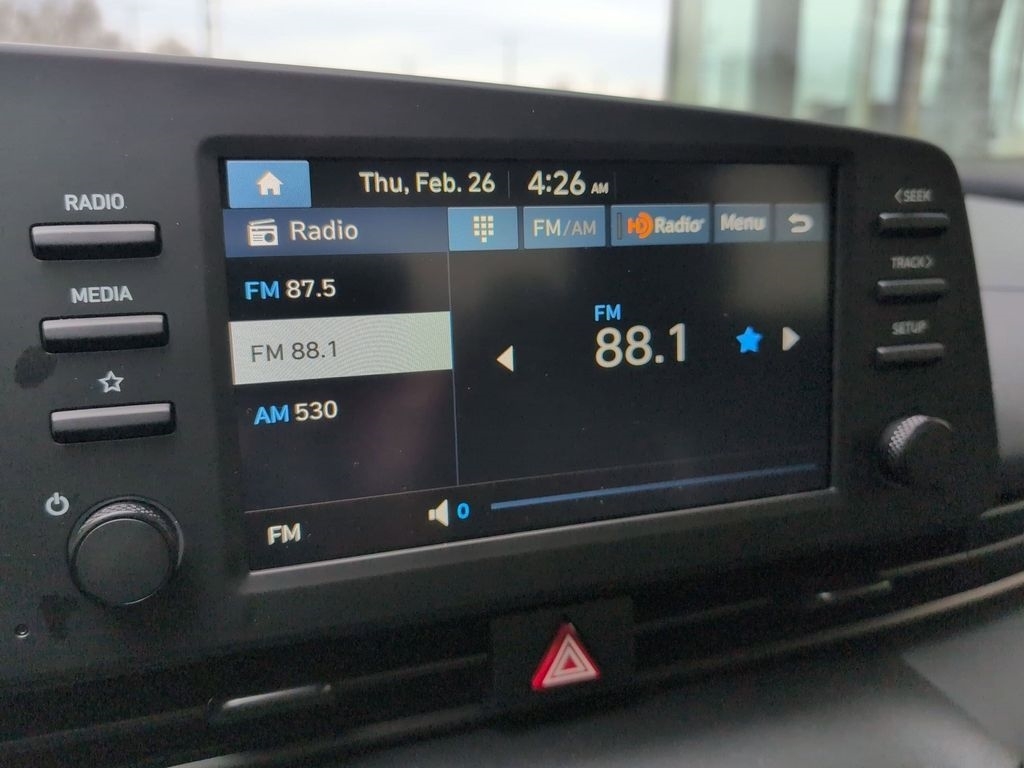 Thu, Feb. 26 4:26 AM
RADIO
Radio FM/AM HD Radio Menu
<SEEK
TRACK>
SETUP
MEDIA
FM 87.5
FM 88.1
AM 530
FM
88.1
FM 0